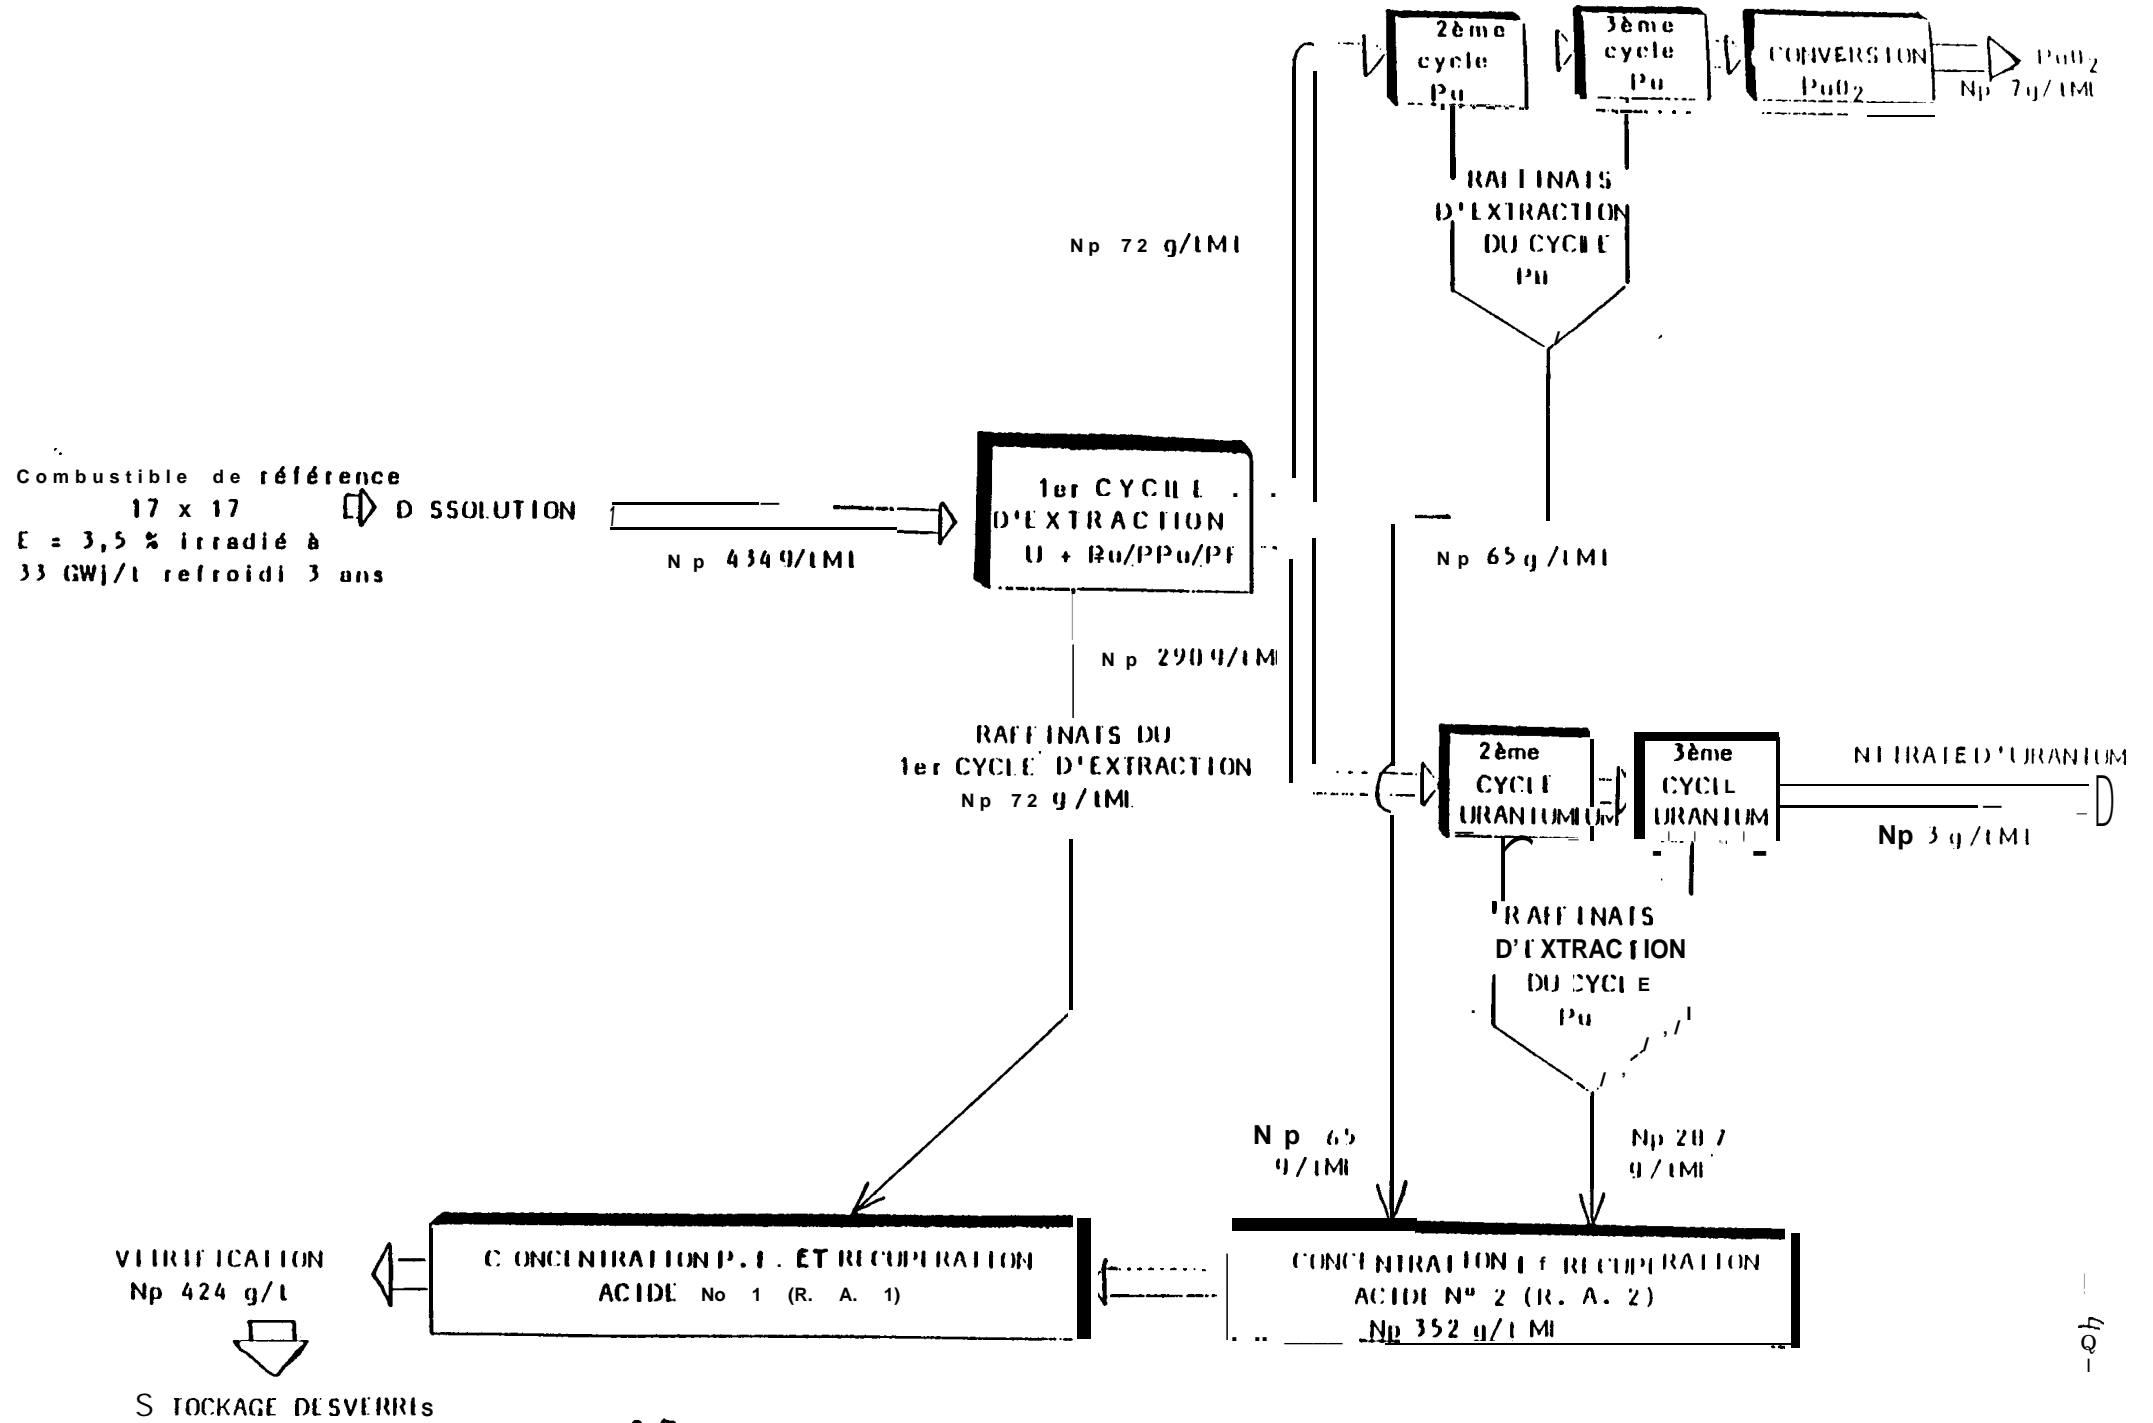 2ème
cycle
Pu
3ème
cycle
Pu
CONVERSION
PuO2
PuO2
Np 7g/tMI
RAFFINATS
D'EXTRACTION
DU CYCLE
Pu
Np 72 g/tMI
Combustible de référence
17 x 17
E = 3,5 % irradié à
33 GWj/t refroidi 3 ans
D SSOLUTION
Np 434 g/tMI
1er CYCLE
D'EXTRACTION
U + Pu/PPu/PF
Np 65 g/tMI
Np 290 g/tMI
RAFFINATS DU
1er CYCLE D'EXTRACTION
Np 72 g/tMI
2ème
CYCLE
URANIUMIUM
3ème
CYCLE
URANIUM
NITRATE D'URANIUM
Np 3 g/tMI
RAFFINATS
D'EXTRACTION
DU CYCLE
Pu
Np 65
g/tMI
Np 287
g/tMI
VITRIFICATION
Np 424 g/t
CONCENTRATION P.F. ET RECUPERATION
ACIDE No 1 (R. A. 1)
CONCENTRATION Et RECUPERATION
ACIDE N° 2 (R. A. 2)
Np 352 g/t MI
STOCKAGE DES VERRES